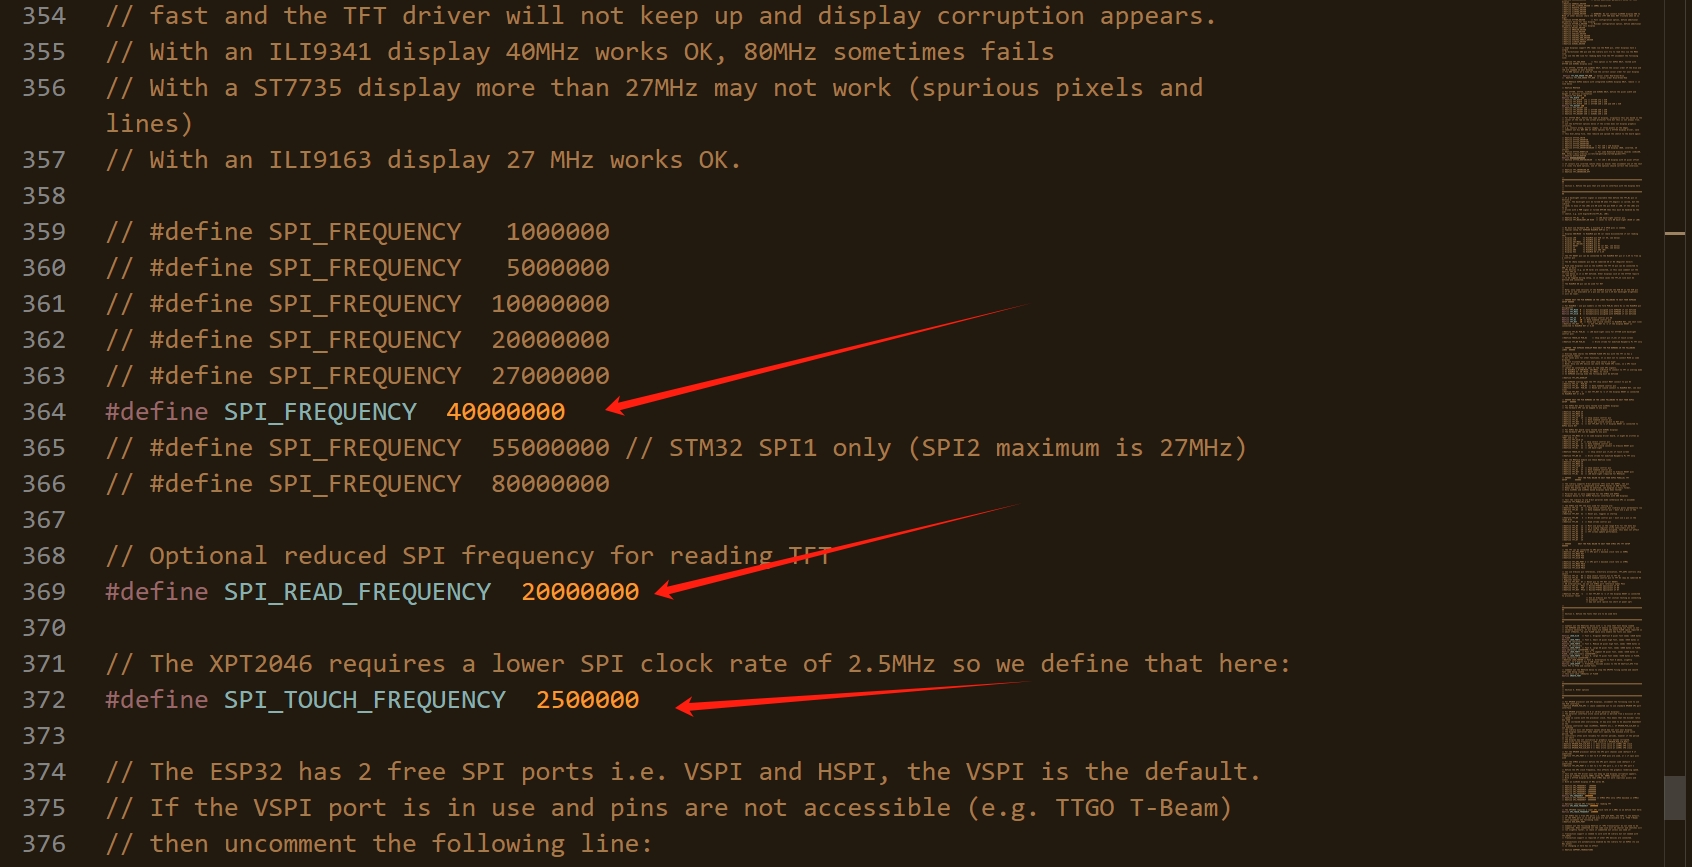 354 // fast and the TFT driver will not keep up and display corruption appears.
355 // With an ILI9341 display 40MHz works OK, 80MHz sometimes fails
356 // With a ST7735 display more than 27MHz may not work (spurious pixels and
lines)
357 // With an ILI9163 display 27 MHz works OK.
358
359 // #define SPI_FREQUENCY   1000000
360 // #define SPI_FREQUENCY   5000000
361 // #define SPI_FREQUENCY  10000000
362 // #define SPI_FREQUENCY  20000000
363 // #define SPI_FREQUENCY  27000000
364 #define SPI_FREQUENCY  40000000
365 // #define SPI_FREQUENCY  55000000 // STM32 SPI1 only (SPI2 maximum is 27MHz)
366 // #define SPI_FREQUENCY  80000000
367
368 // Optional reduced SPI frequency for reading TFT
369 #define SPI_READ_FREQUENCY  20000000
370
371 // The XPT2046 requires a lower SPI clock rate of 2.5MHz so we define that here:
372 #define SPI_TOUCH_FREQUENCY  2500000
373
374 // The ESP32 has 2 free SPI ports i.e. VSPI and HSPI, the VSPI is the default.
375 // If the VSPI port is in use and pins are not accessible (e.g. TTGO T-Beam)
376 // then uncomment the following line: